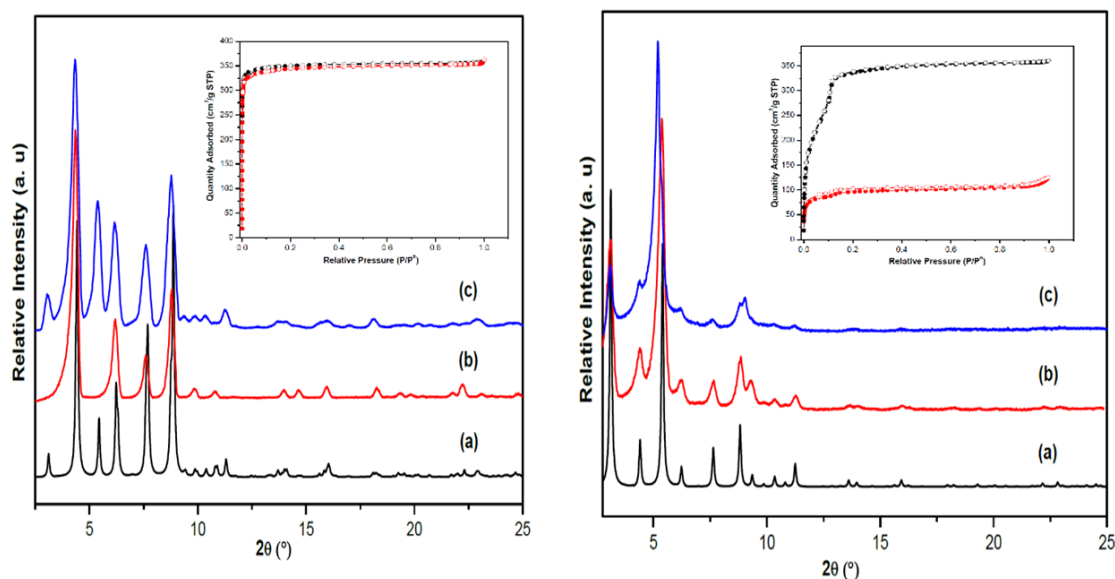 Relative Intensity (a. u)
Quantity Adsorbed (cm³/g STP)
400
350
300
250
200
150
100
50
0
0.0 0.2 0.4 0.6 0.8 1.0
Relative Pressure (P/P⁰)
(c)
(b)
(a)
5 10 15 20 25
2θ (º)
Relative Intensity (a. u)
Quantity Adsorbed (cm³/g STP)
350
300
250
200
150
100
50
0
0.0 0.2 0.4 0.6 0.8 1.0
Relative Pressure (P/P⁰)
(c)
(b)
(a)
5 10 15 20 25
2θ (º)